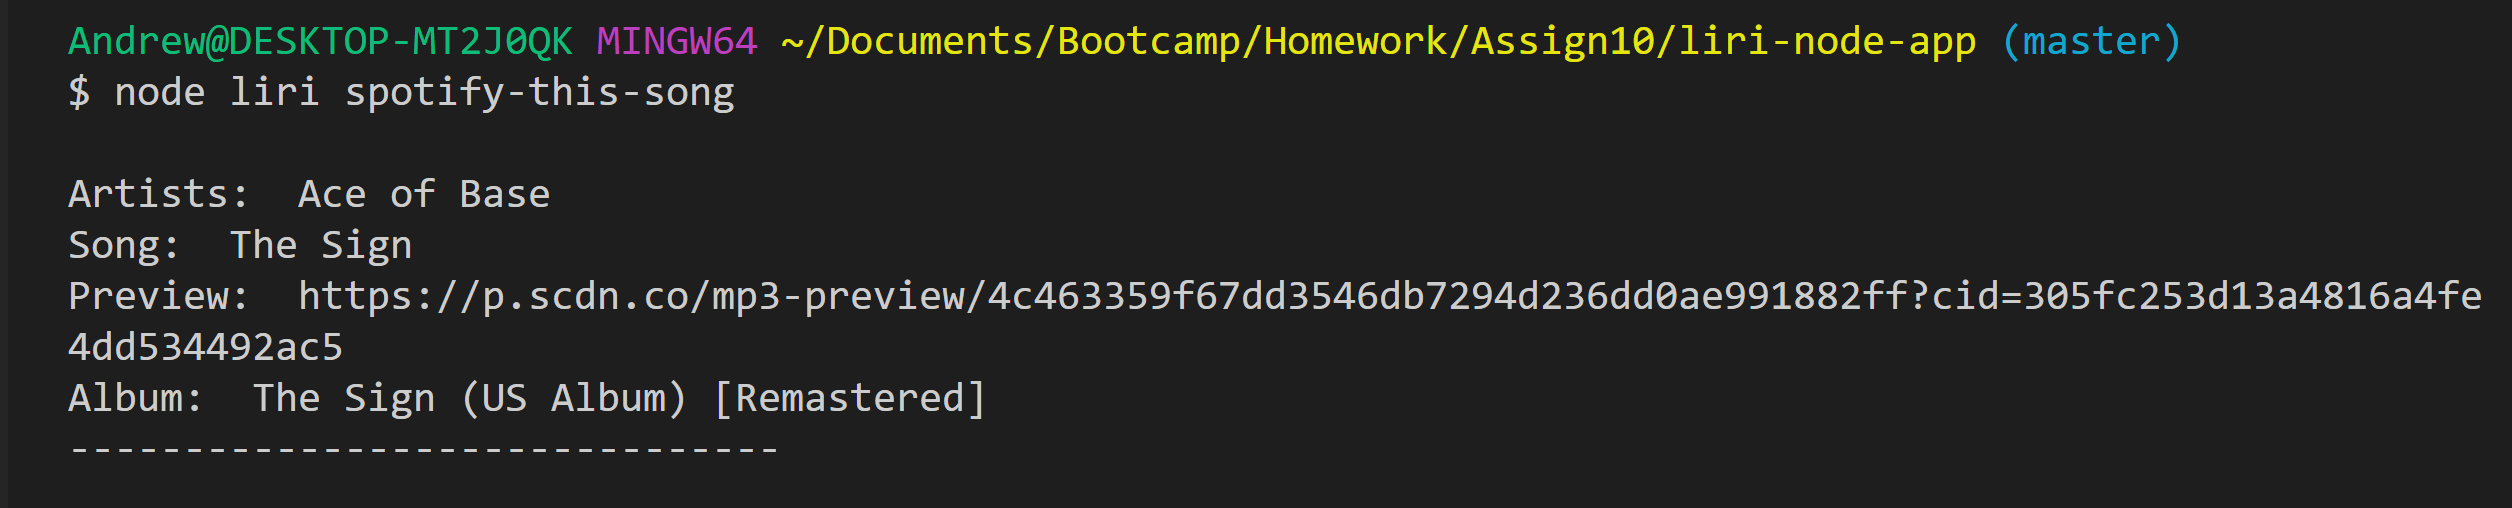 Andrew@DESKTOP-MT2J0QK MINGW64 ~/Documents/Bootcamp/Homework/Assign10/liri-node-app (master)
$ node liri spotify-this-song
Artists:  Ace of Base
Song:  The Sign
Preview:  https://p.scdn.co/mp3-preview/4c463359f67dd3546db7294d236dd0ae991882ff?cid=305fc253d13a4816a4fe
4dd534492ac5
Album:  The Sign (US Album) [Remastered]
-------------------------------